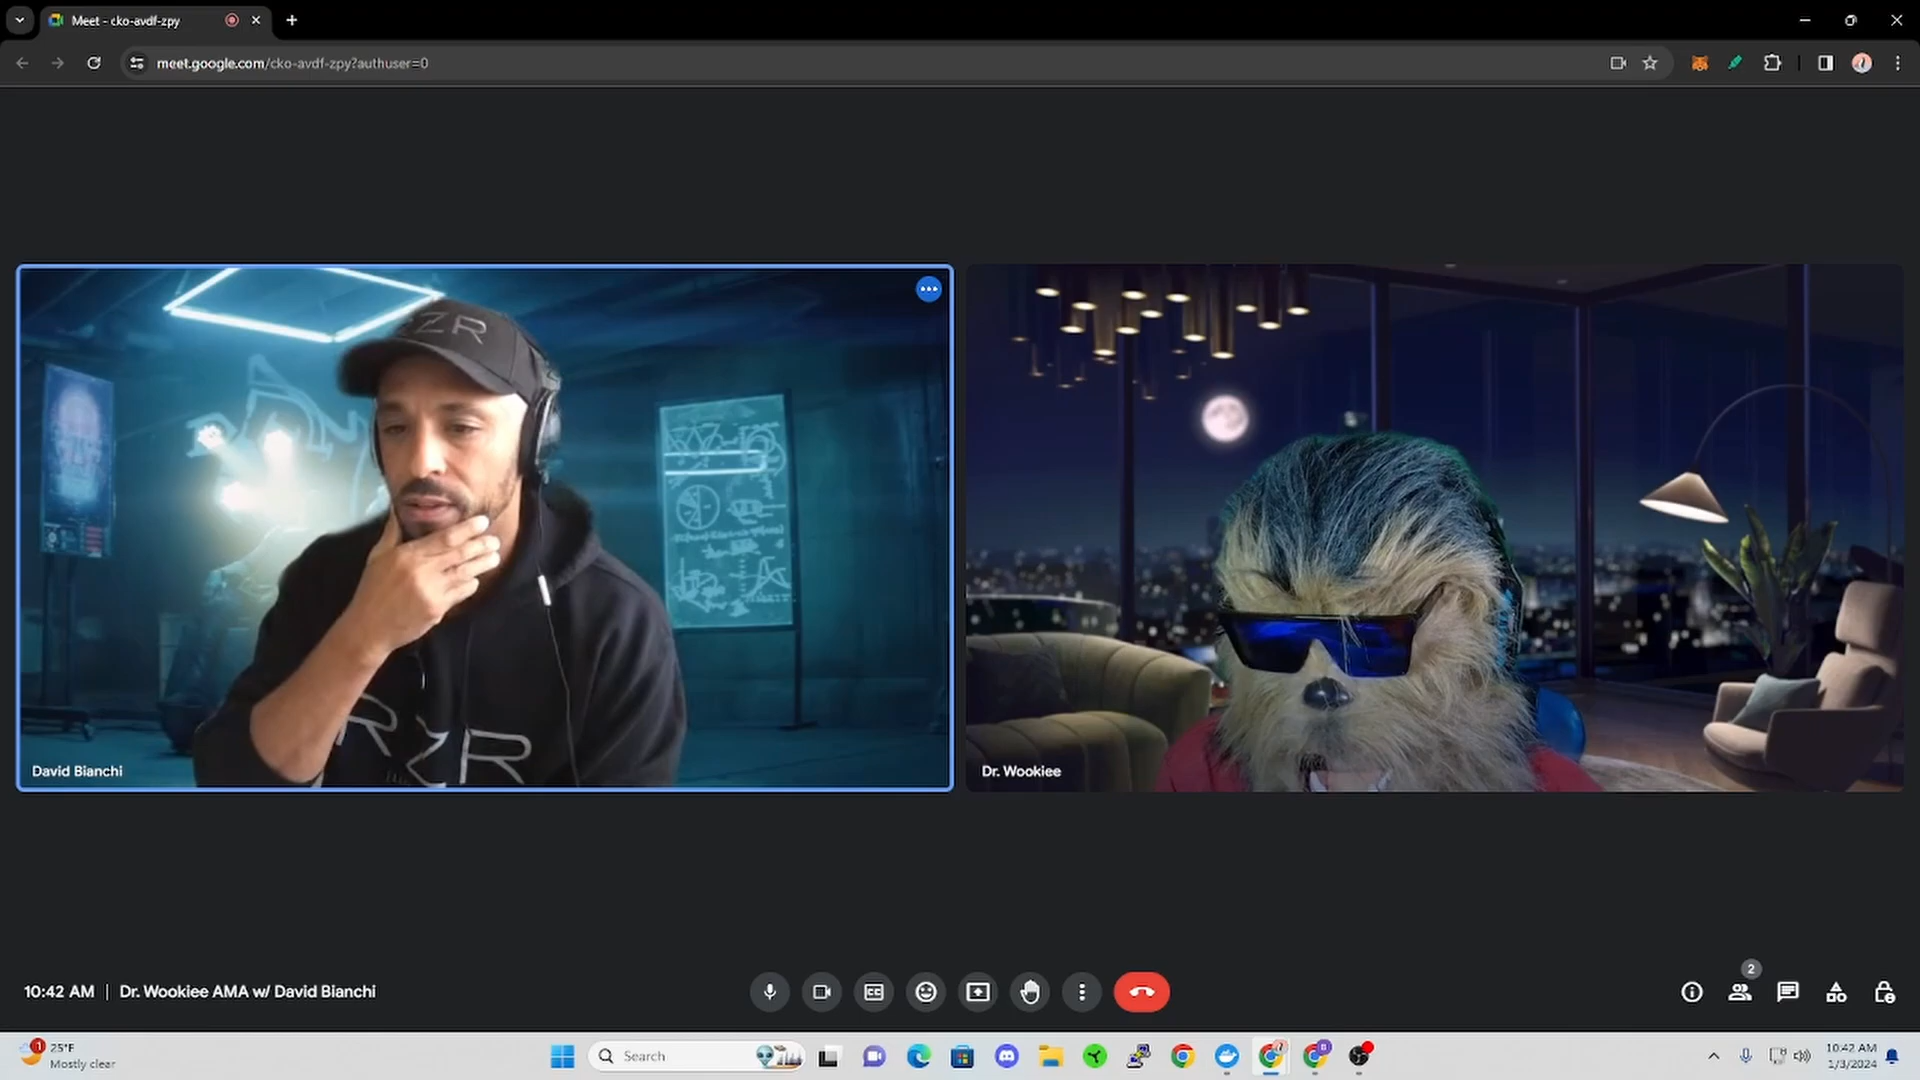 Meet - cko-avdf-zpy
meet.google.com/cko-avdf-zpy?authuser=0
ZR
RZR
David Bianchi
Dr. Wookiee
10:42 AM | Dr. Wookiee AMA w/ David Bianchi
2
1
25°F
Mostly clear
Search
10:42 AM
1/3/2024